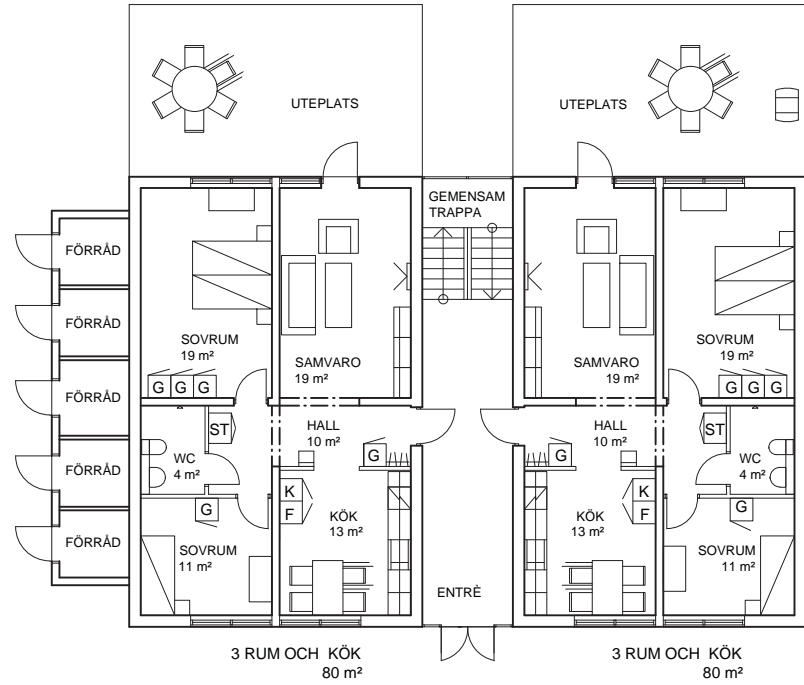 UTEPLATS
UTEPLATS
GEMENSAM
TRAPPA
FÖRRÅD
FÖRRÅD
FÖRRÅD
FÖRRÅD
FÖRRÅD
SOVRUM
19 m²
SAMVARO
19 m²
SAMVARO
19 m²
SOVRUM
19 m²
G G G
G G G
ST
HALL
10 m²
HALL
10 m²
ST
WC
4 m²
G
G
WC
4 m²
K
F
K
F
G
G
KÖK
13 m²
KÖK
13 m²
SOVRUM
11 m²
SOVRUM
11 m²
ENTRÈ
3 RUM OCH KÖK
80 m²
3 RUM OCH KÖK
80 m²